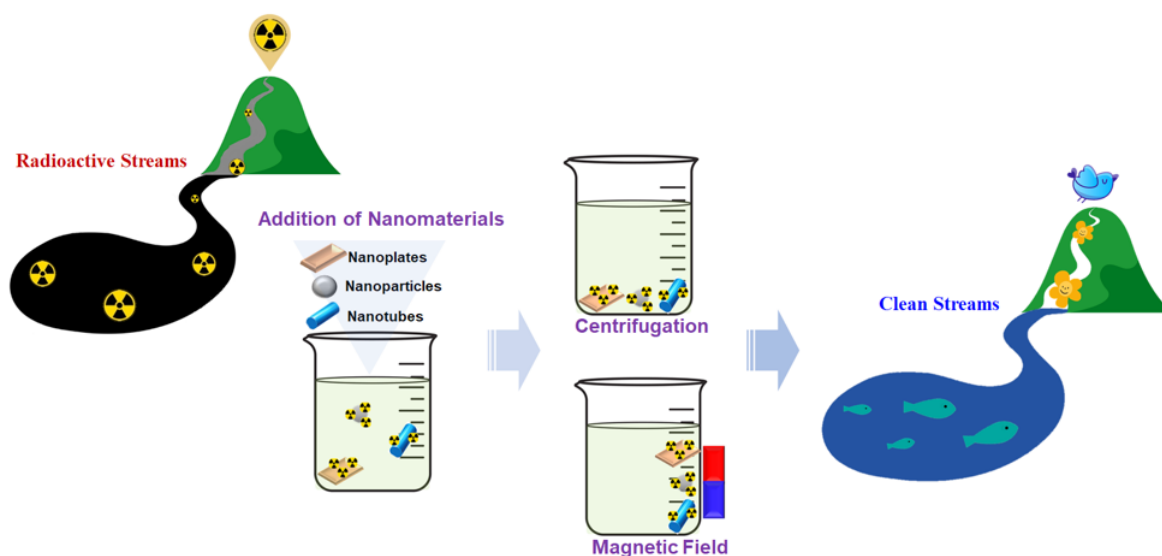 Radioactive Streams
Addition of Nanomaterials
Nanoplates
Nanoparticles
Nanotubes
Centrifugation
Magnetic Field
Clean Streams